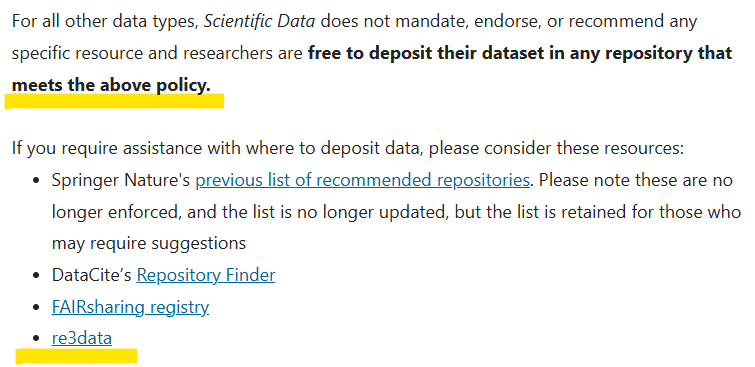 For all other data types, Scientific Data does not mandate, endorse, or recommend any
specific resource and researchers are free to deposit their dataset in any repository that
meets the above policy.
If you require assistance with where to deposit data, please consider these resources:
• Springer Nature's previous list of recommended repositories. Please note these are no
longer enforced, and the list is no longer updated, but the list is retained for those who
may require suggestions
• DataCite’s Repository Finder
• FAIRsharing registry
• re3data